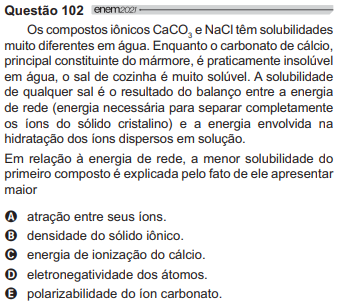 Questão 102 enem2021
Os compostos iônicos CaCO₃ e NaCl têm solubilidades
muito diferentes em água. Enquanto o carbonato de cálcio,
principal constituinte do mármore, é praticamente insolúvel
em água, o sal de cozinha é muito solúvel. A solubilidade
de qualquer sal é o resultado do balanço entre a energia
de rede (energia necessária para separar completamente
os íons do sólido cristalino) e a energia envolvida na
hidratação dos íons dispersos em solução.
Em relação à energia de rede, a menor solubilidade do
primeiro composto é explicada pelo fato de ele apresentar
maior
A atração entre seus íons.
B densidade do sólido iônico.
C energia de ionização do cálcio.
D eletronegatividade dos átomos.
E polarizabilidade do íon carbonato.